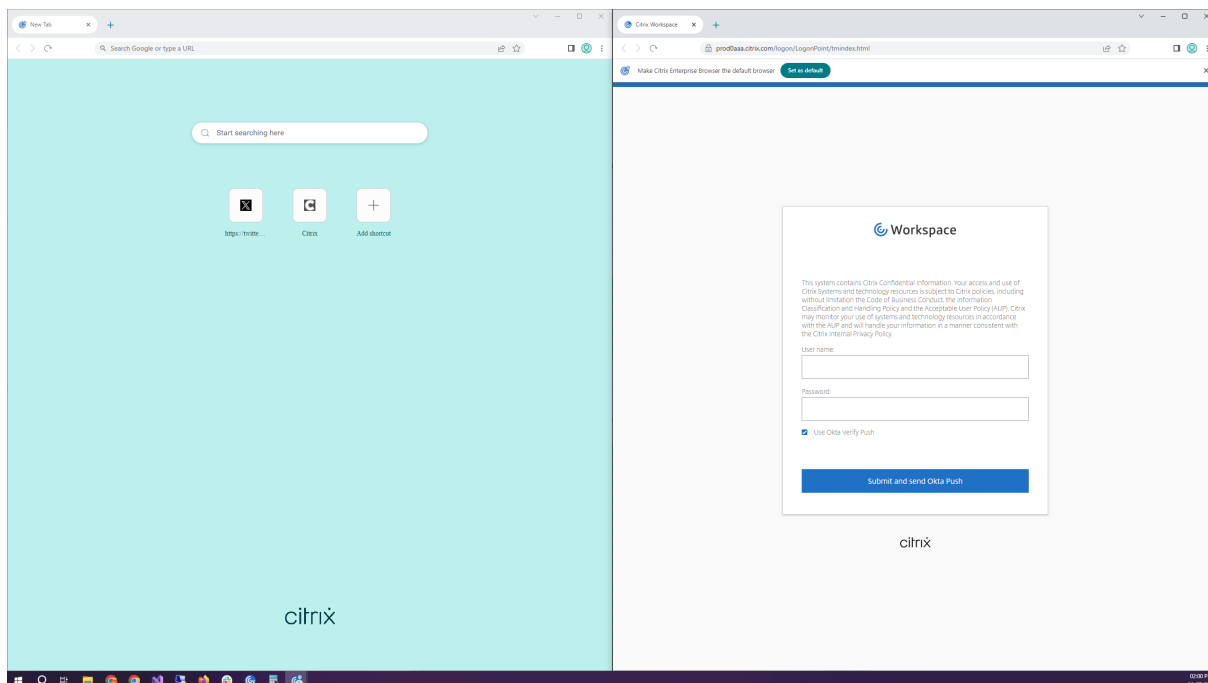 New Tab
Search Google or type a URL
Start searching here
https://twitte...
Citrix
Add shortcut
citrix
Citrix Workspace
prod0aaa.citrix.com/logon/LogonPoint/tmindex.html
Make Citrix Enterprise Browser the default browser
Set as default
Workspace
This system contains Citrix Confidential Information. Your access and use of
Citrix Systems and technology resources is subject to Citrix policies, including
without limitation the Code of Business Conduct, the Information
Classification and Handling Policy and the Acceptable User Policy (AUP). Citrix
may monitor your use of systems and technology resources in accordance
with the AUP and will handle your information in a manner consistent with
the Citrix Internal Privacy Policy.
User name:
Password:
Use Okta Verify Push
Submit and send Okta Push
citrix
02:00 P